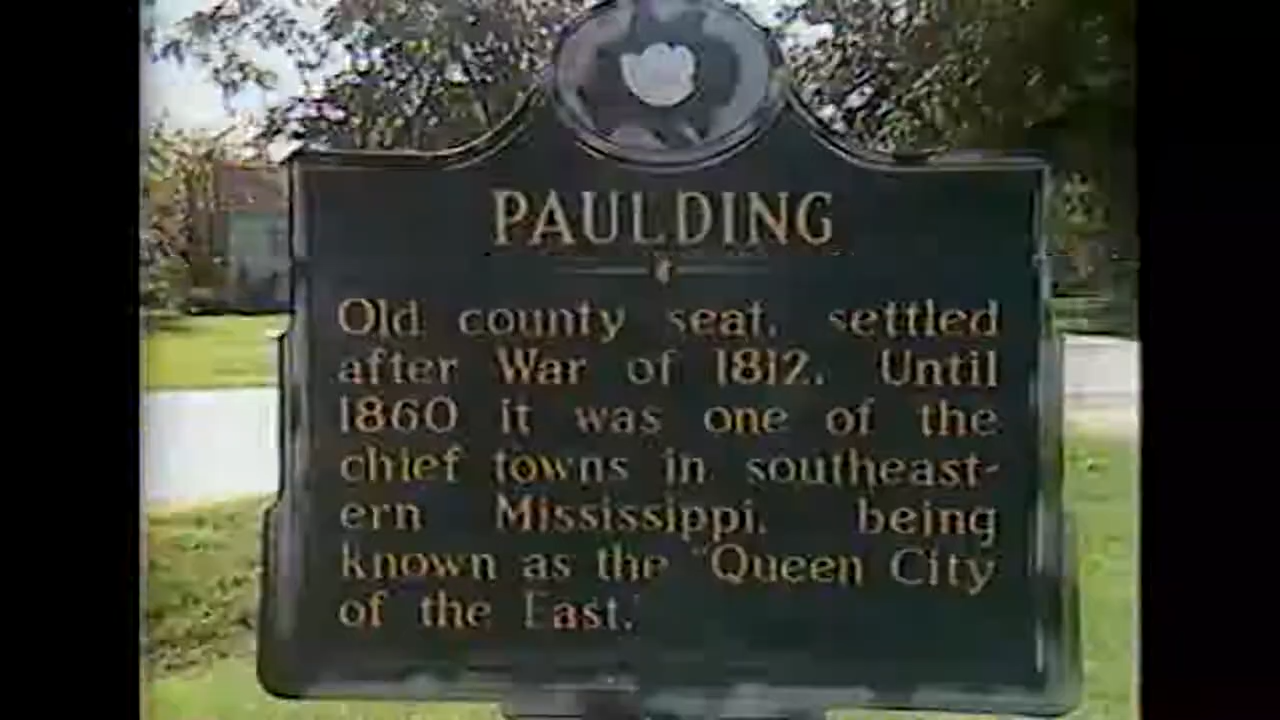 PAULDING
Old county seat, settled
after War of 1812. Until
1860 it was one of the
chief towns in southeast-
ern Mississippi, being
known as the "Queen City
of the East."